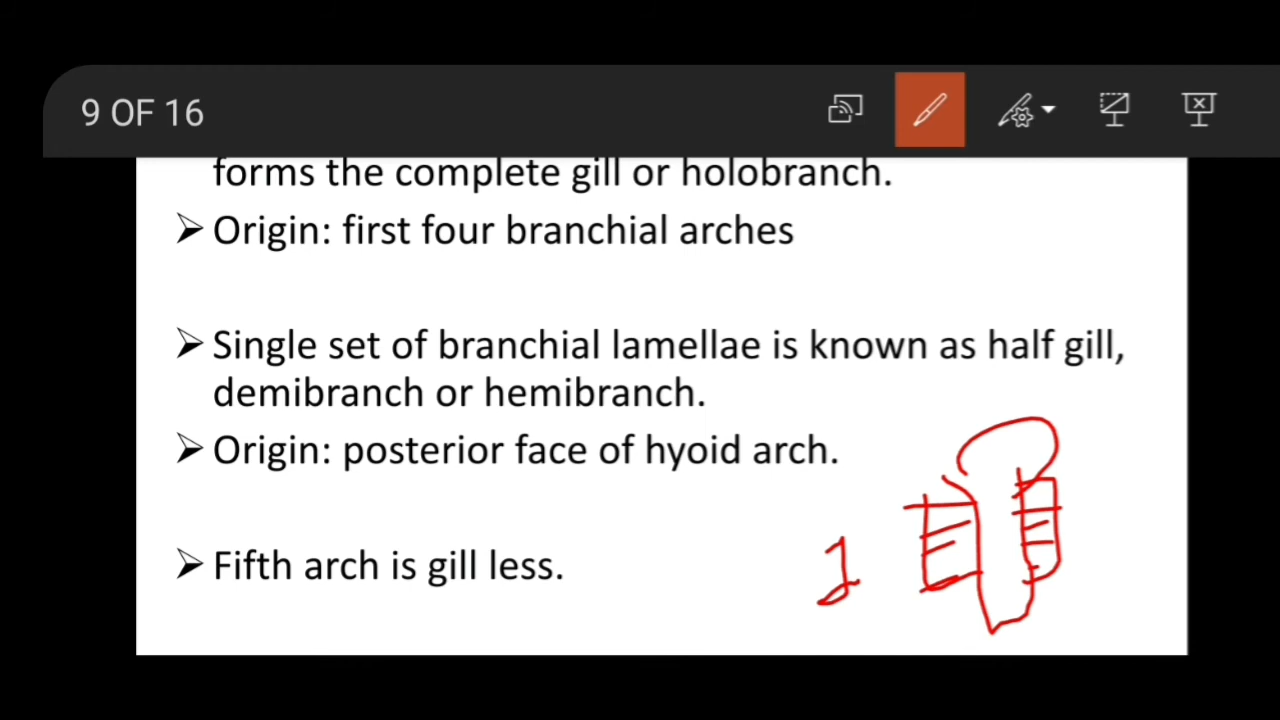 9 OF 16
forms the complete gill or holobranch.
➢ Origin: first four branchial arches
➢ Single set of branchial lamellae is known as half gill,
demibranch or hemibranch.
➢ Origin: posterior face of hyoid arch.
➢ Fifth arch is gill less.
1